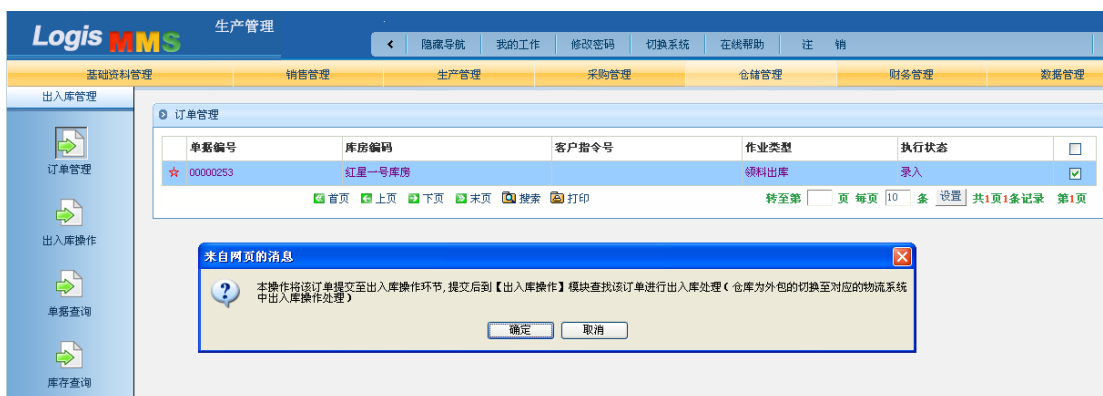 Logis MMS 生产管理
隐藏导航 我的工作 修改密码 切换系统 在线帮助 注 销
基础资料管理 销售管理 生产管理 采购管理 仓储管理 财务管理 数据管理
出入库管理
订单管理
单据编号 库房编码 客户指令号 作业类型 执行状态
订单管理
00000253 红星一号库房 领料出库 录入
首页 上页 下页 末页 搜索 打印 转至第 页 每页 10 条 设置 共1页1条记录 第1页
出入库操作
来自网页的消息
本操作将该订单提交至出入库操作环节,提交后到【出入库操作】模块查找该订单进行出入库处理(仓库为外包的切换至对应的物流系统
中出入库操作处理)
单据查询
确定 取消
库存查询